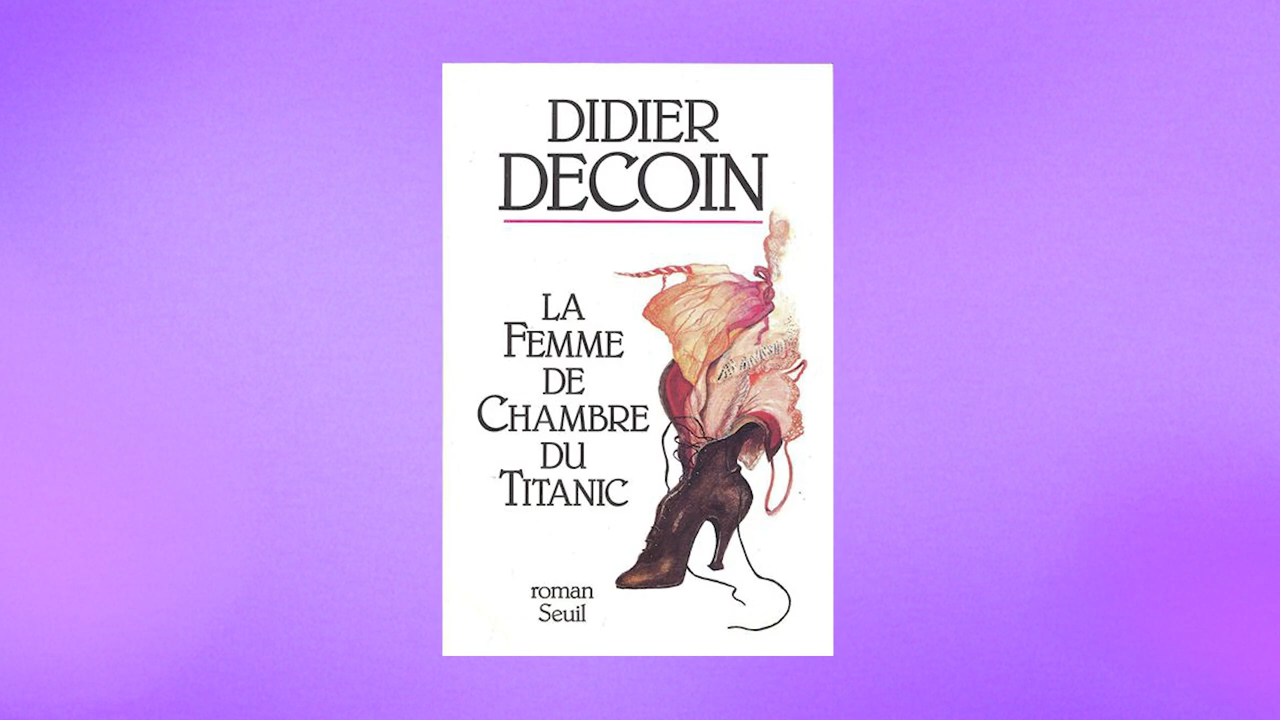 DIDIER
DECOIN
LA
FEMME
DE
CHAMBRE
DU
TITANIC
roman
Seuil